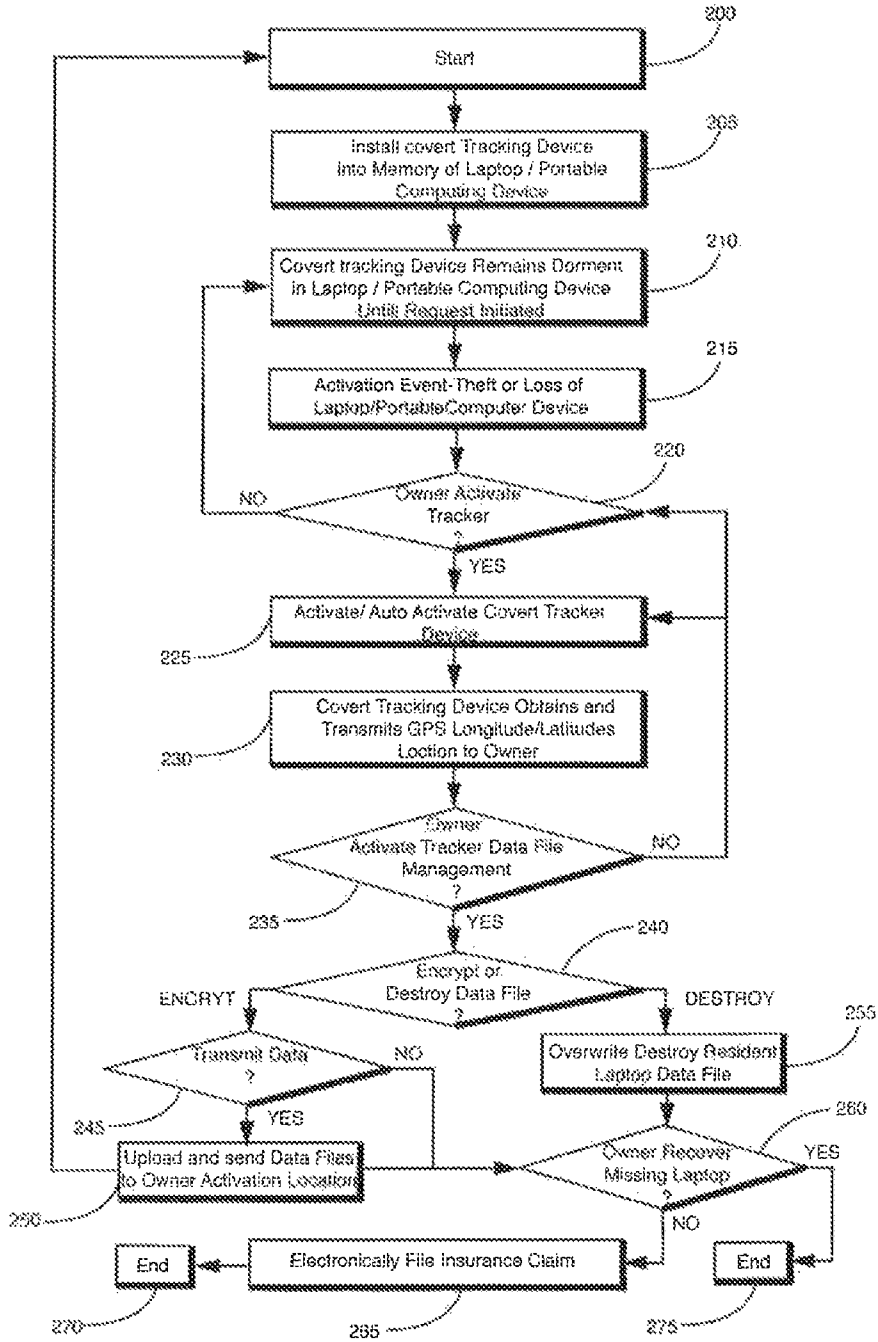 200
Start
205
Install covert Tracking Device
Into Memory of Laptop / Portable
Computing Device
210
Covert tracking Device Remains Dorment
in Laptop / Portable Computing Device
Untill Request Initiated
215
Activation Event-Theft or Loss of
Laptop/PortableComputer Device
220
NO
Owner Activate
Tracker
?
YES
Activate/ Auto Activate Covert Tracker
Device
225
Covert Tracking Device Obtains and
Transmits GPS Longitude/Latitudes
Loction to Owner
230
Owner
Activate Tracker Data File
Management
?
NO
235
YES
240
Encrypt or
Destroy Data File
?
ENCRYT
DESTROY
255
Transmit Data
?
NO
Overwrite Destroy Resident
Laptop Data File
245
YES
260
Upload and send Data Files
to Owner Activation Location
Owner Recover
Missing Laptop
?
YES
250
NO
End
Electronically File Insurance Claim
End
270
265
275